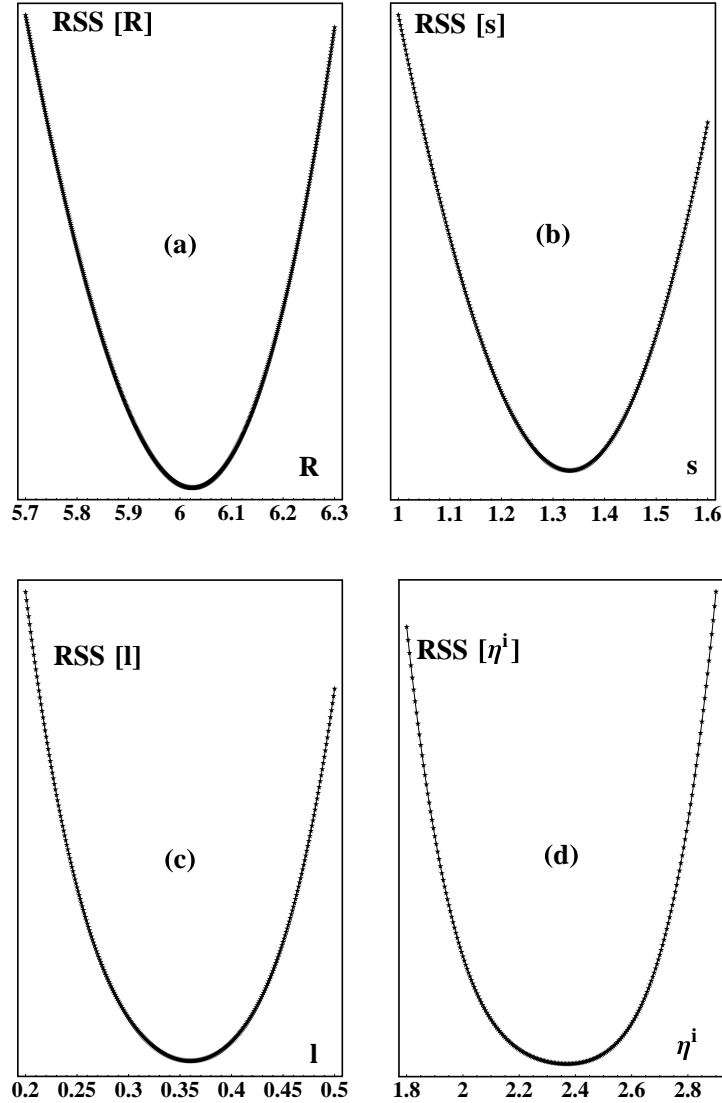 RSS [R]
(a)
R
5.7 5.8 5.9 6 6.1 6.2 6.3
RSS [s]
(b)
s
1 1.1 1.2 1.3 1.4 1.5 1.6
RSS [l]
(c)
l
0.2 0.25 0.3 0.35 0.4 0.45 0.5
RSS [η^i]
(d)
η^i
1.8 2 2.2 2.4 2.6 2.8